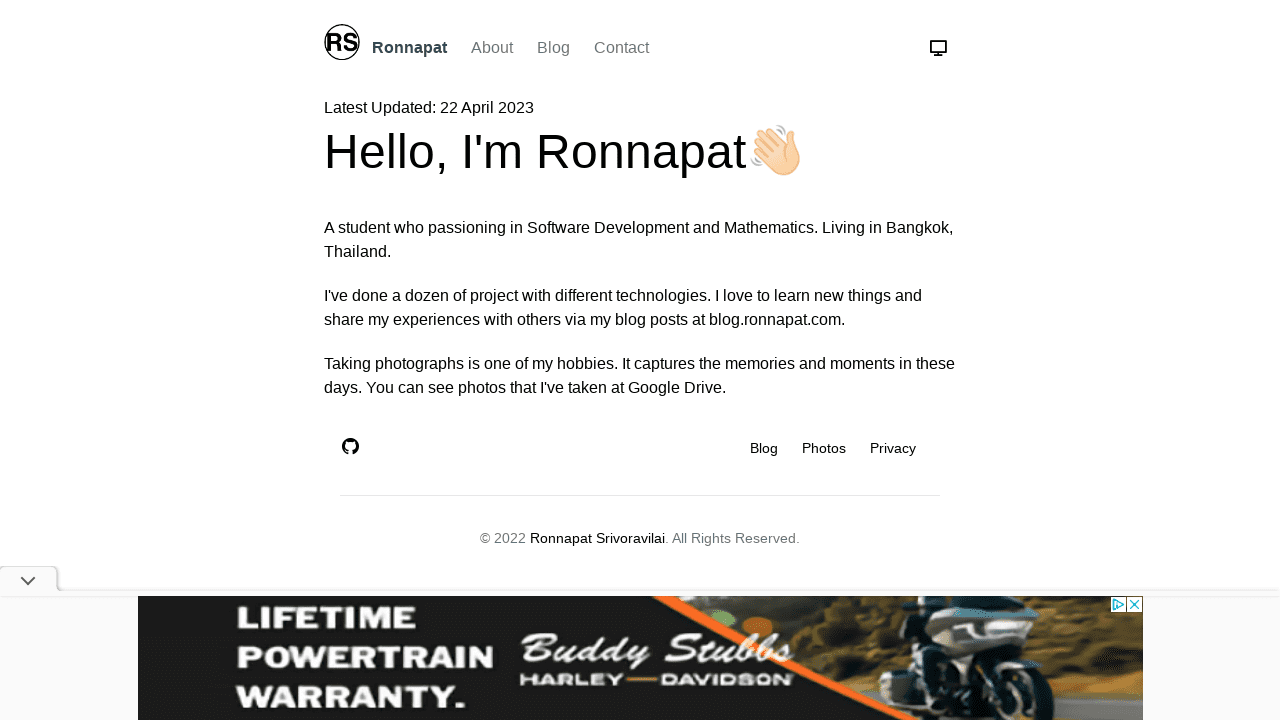 RS Ronnapat About Blog Contact
Latest Updated: 22 April 2023
Hello, I'm Ronnapat👋🏻
A student who passioning in Software Development and Mathematics. Living in Bangkok,
Thailand.
I've done a dozen of project with different technologies. I love to learn new things and
share my experiences with others via my blog posts at blog.ronnapat.com.
Taking photographs is one of my hobbies. It captures the memories and moments in these
days. You can see photos that I've taken at Google Drive.
Blog Photos Privacy
© 2022 Ronnapat Srivoravilai. All Rights Reserved.
LIFETIME
POWERTRAIN
WARRANTY.
Buddy Stubbs
HARLEY-DAVIDSON